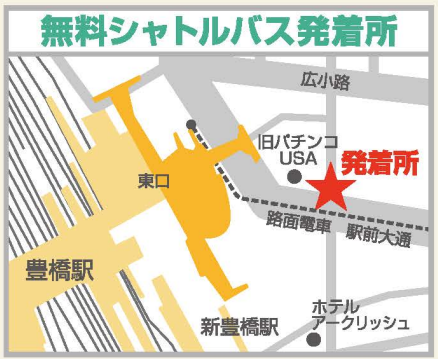 無料シャトルバス発着所
広小路
旧パチンコ
USA
発着所
東口
路面電車 駅前大通
豊橋駅
新豊橋駅
ホテル
アークリッシュ